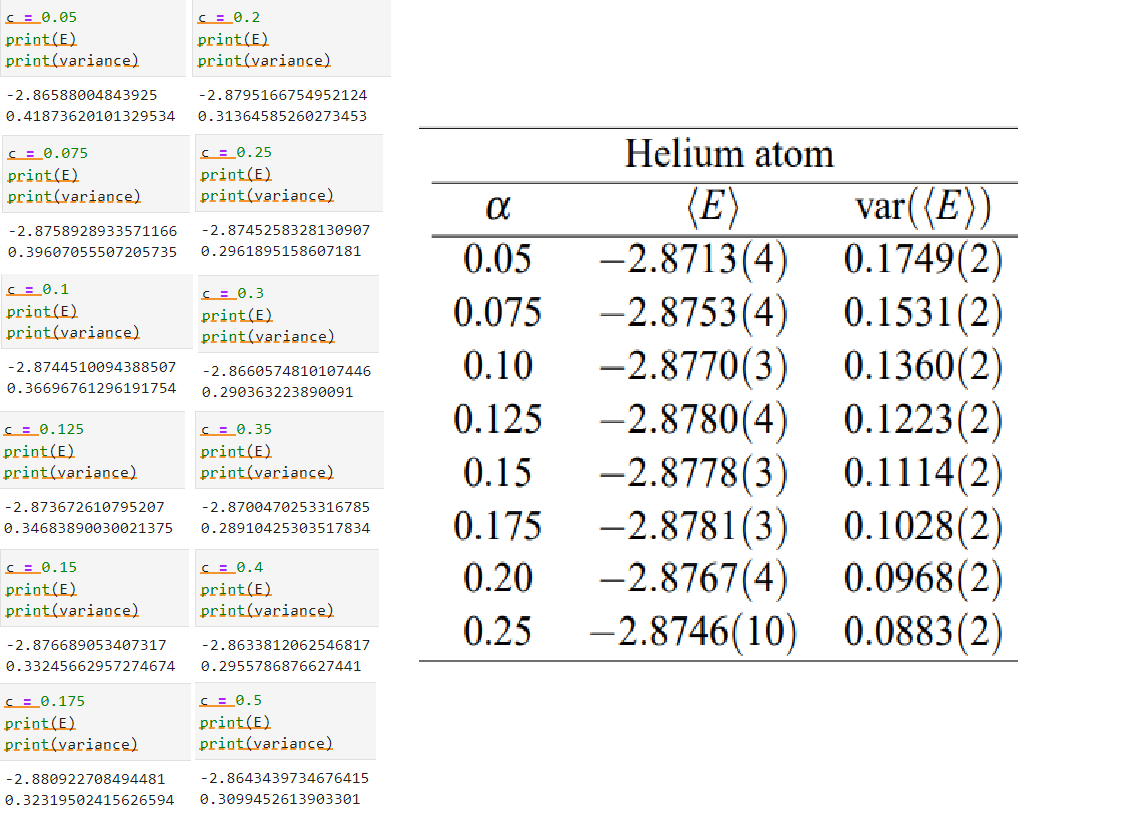 c = 0.05
print(E)
print(variance)
-2.86588004843925
0.41873620101329534
c = 0.075
print(E)
print(variance)
-2.8758928933571166
0.39607055507205735
c = 0.1
print(E)
print(variance)
-2.8744510094388507
0.36696761296191754
c = 0.125
print(E)
print(variance)
-2.873672610795207
0.34683890030021375
c = 0.15
print(E)
print(variance)
-2.876689053407317
0.33245662957274674
c = 0.175
print(E)
print(variance)
-2.880922708494481
0.32319502415626594
c = 0.2
print(E)
print(variance)
-2.8795166754952124
0.31364585260273453
c = 0.25
print(E)
print(variance)
-2.8745258328130907
0.2961895158607181
c = 0.3
print(E)
print(variance)
-2.8660574810107446
0.290363223890091
c = 0.35
print(E)
print(variance)
-2.8700470253316785
0.28910425303517834
c = 0.4
print(E)
print(variance)
-2.8633812062546817
0.2955786876627441
c = 0.5
print(E)
print(variance)
-2.86434397346764​15
0.3099452613903301
Helium atom
α ⟨E⟩ var(⟨E⟩)
0.05 −2.8713(4) 0.1749(2)
0.075 −2.8753(4) 0.1531(2)
0.10 −2.8770(3) 0.1360(2)
0.125 −2.8780(4) 0.1223(2)
0.15 −2.8778(3) 0.1114(2)
0.175 −2.8781(3) 0.1028(2)
0.20 −2.8767(4) 0.0968(2)
0.25 −2.8746(10) 0.0883(2)